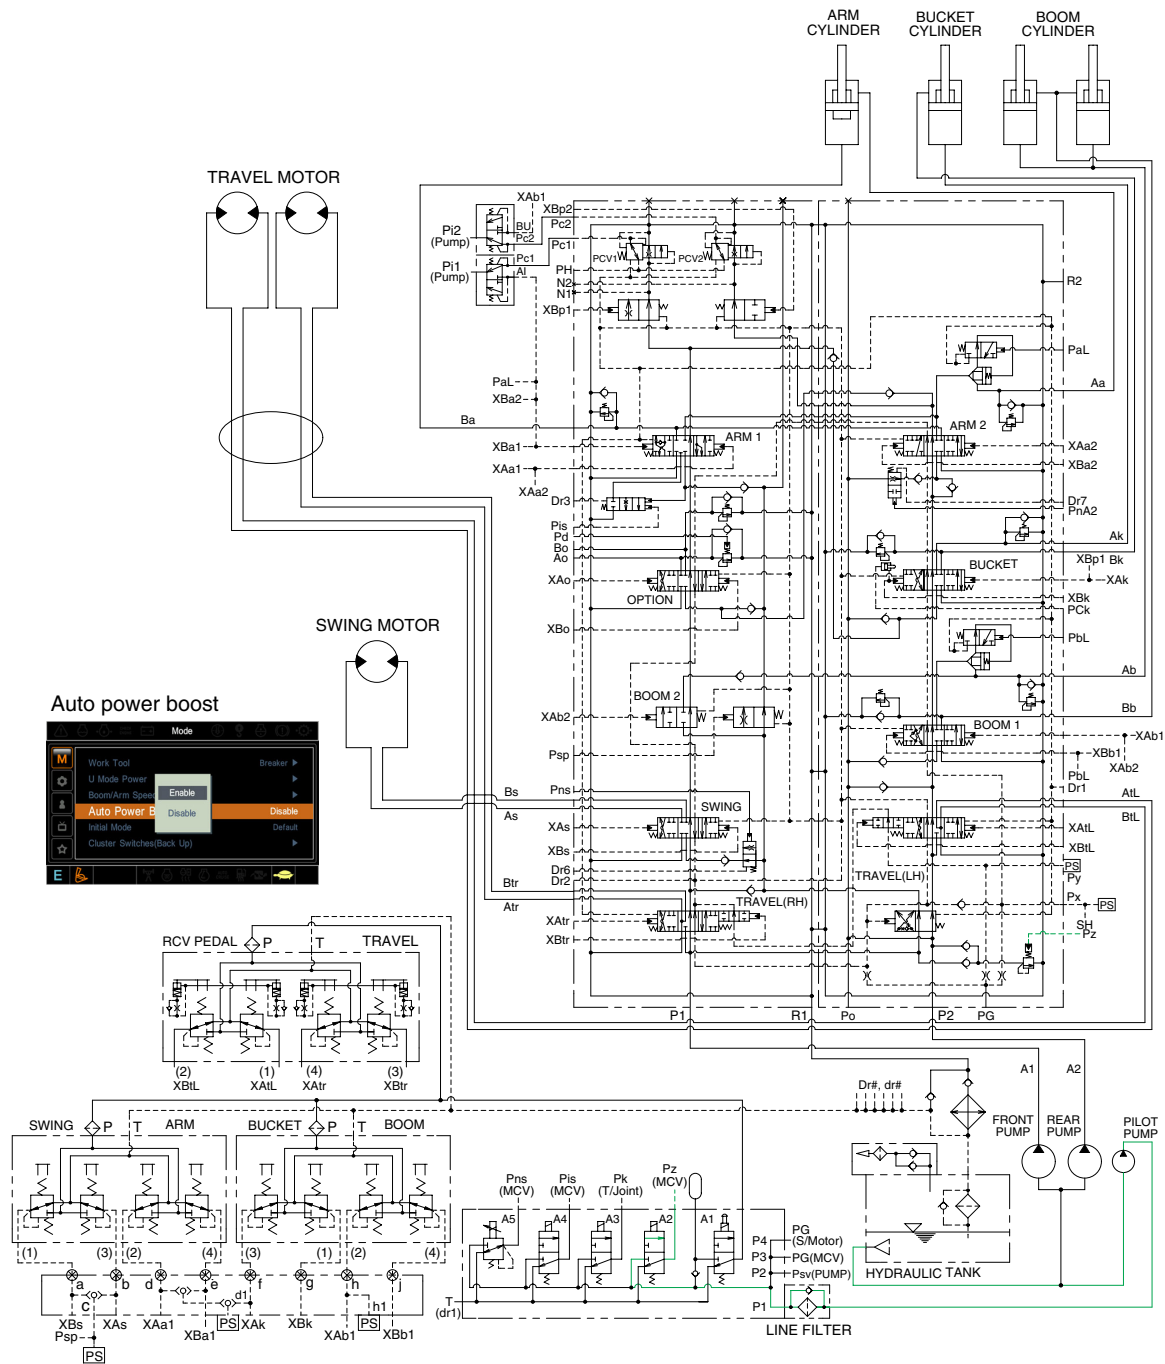 ARM
CYLINDER
BUCKET
CYLINDER
BOOM
CYLINDER
TRAVEL MOTOR
XAb1
BU
Pc2
Pi2
(Pump)
Pc1
AI
Pi1
(Pump)
XBp2
Pc2
Pc1
PH
N2
N1
XBp1
PCV1
PCV2
R2
PaL
Aa
PaL
XBa2
Ba
XBa1
XAa1
XAa2
ARM 1
ARM 2
XAa2
XBa2
Dr3
Dr7
PnA2
Pis
Pd
Bo
Ao
XAo
OPTION
XBo
Ak
XBp1 Bk
BUCKET
XAk
XBk
PCk
PbL
Ab
SWING MOTOR
BOOM 2
XAb2
Psp
Bb
BOOM 1
XAb1
XBb1
XAb2
PbL
Dr1
Auto power boost
Mode
M
Work Tool
Breaker
U Mode Power
Boom/Arm Speed
Enable
Auto Power B
Disable
Disable
Initial Mode
Default
Cluster Switches(Back Up)
E
Pns
Bs
As
SWING
XAs
XBs
Dr6
Dr2
AtL
BtL
XAtL
XBtL
TRAVEL(LH)
PS
Py
Btr
Atr
TRAVEL(RH)
XAtr
XBtr
Px
PS
SH
Pz
RCV PEDAL
P
T
TRAVEL
(2)
XBtL
(1)
XAtL
(4)
XAtr
(3)
XBtr
P1
R1
Po
P2
PG
A1
A2
Dr#, dr#
FRONT
PUMP
REAR
PUMP
PILOT
PUMP
SWING
P
T
ARM
BUCKET
P
T
BOOM
(1)
(3)
(2)
(4)
(3)
(1)
(2)
(4)
a
b
c
d
e
f
d1
g
h
h1
j
XBs
XAs
Psp
PS
XAa1
XBa1
PS
XAk
XBk
XAb1
PS
XBb1
Pns
(MCV)
Pis
(MCV)
Pk
(T/Joint)
Pz
(MCV)
A5
A4
A3
A2
A1
T
(dr1)
PG
P4
(S/Motor)
P3
PG(MCV)
P2
Psv(PUMP)
P1
LINE FILTER
HYDRAULIC TANK